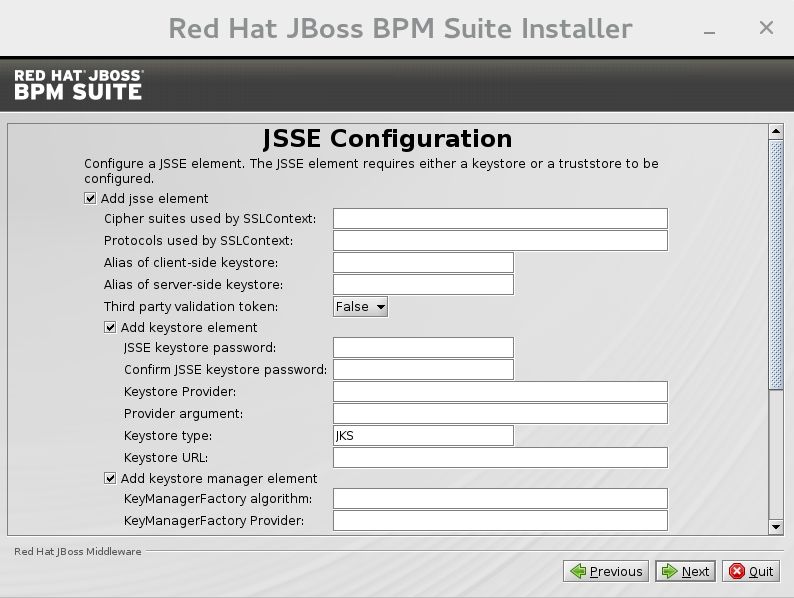 Red Hat JBoss BPM Suite Installer
RED HAT® JBOSS®
BPM SUITE
JSSE Configuration
Configure a JSSE element. The JSSE element requires either a keystore or a truststore to be
configured.
Add jsse element
Cipher suites used by SSLContext:
Protocols used by SSLContext:
Alias of client-side keystore:
Alias of server-side keystore:
Third party validation token: False
Add keystore element
JSSE keystore password:
Confirm JSSE keystore password:
Keystore Provider:
Provider argument:
Keystore type: JKS
Keystore URL:
Add keystore manager element
KeyManagerFactory algorithm:
KeyManagerFactory Provider:
Red Hat JBoss Middleware
Previous Next Quit